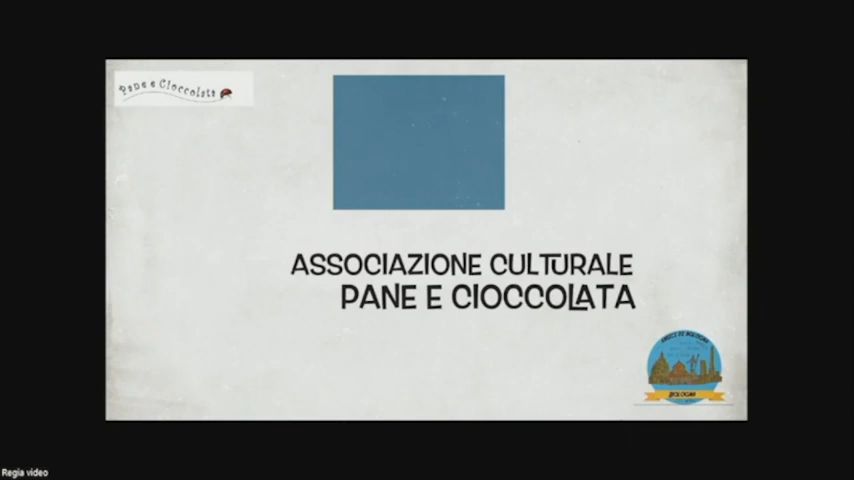 Pane e Cioccolata
ASSOCIAZIONE CULTURALE
PANE E CIOCCOLATA
BOLOGNA
Regia video